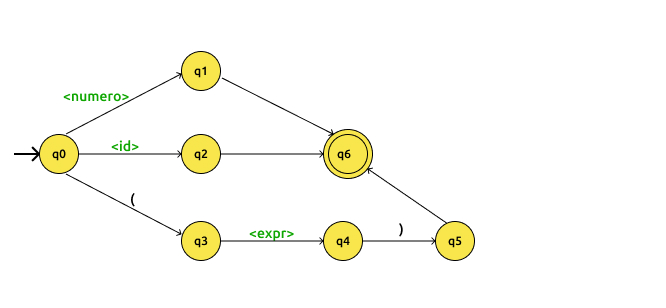 q1
<numero>
q0
<id>
q2
q6
(
q3
<expr>
q4
)
q5